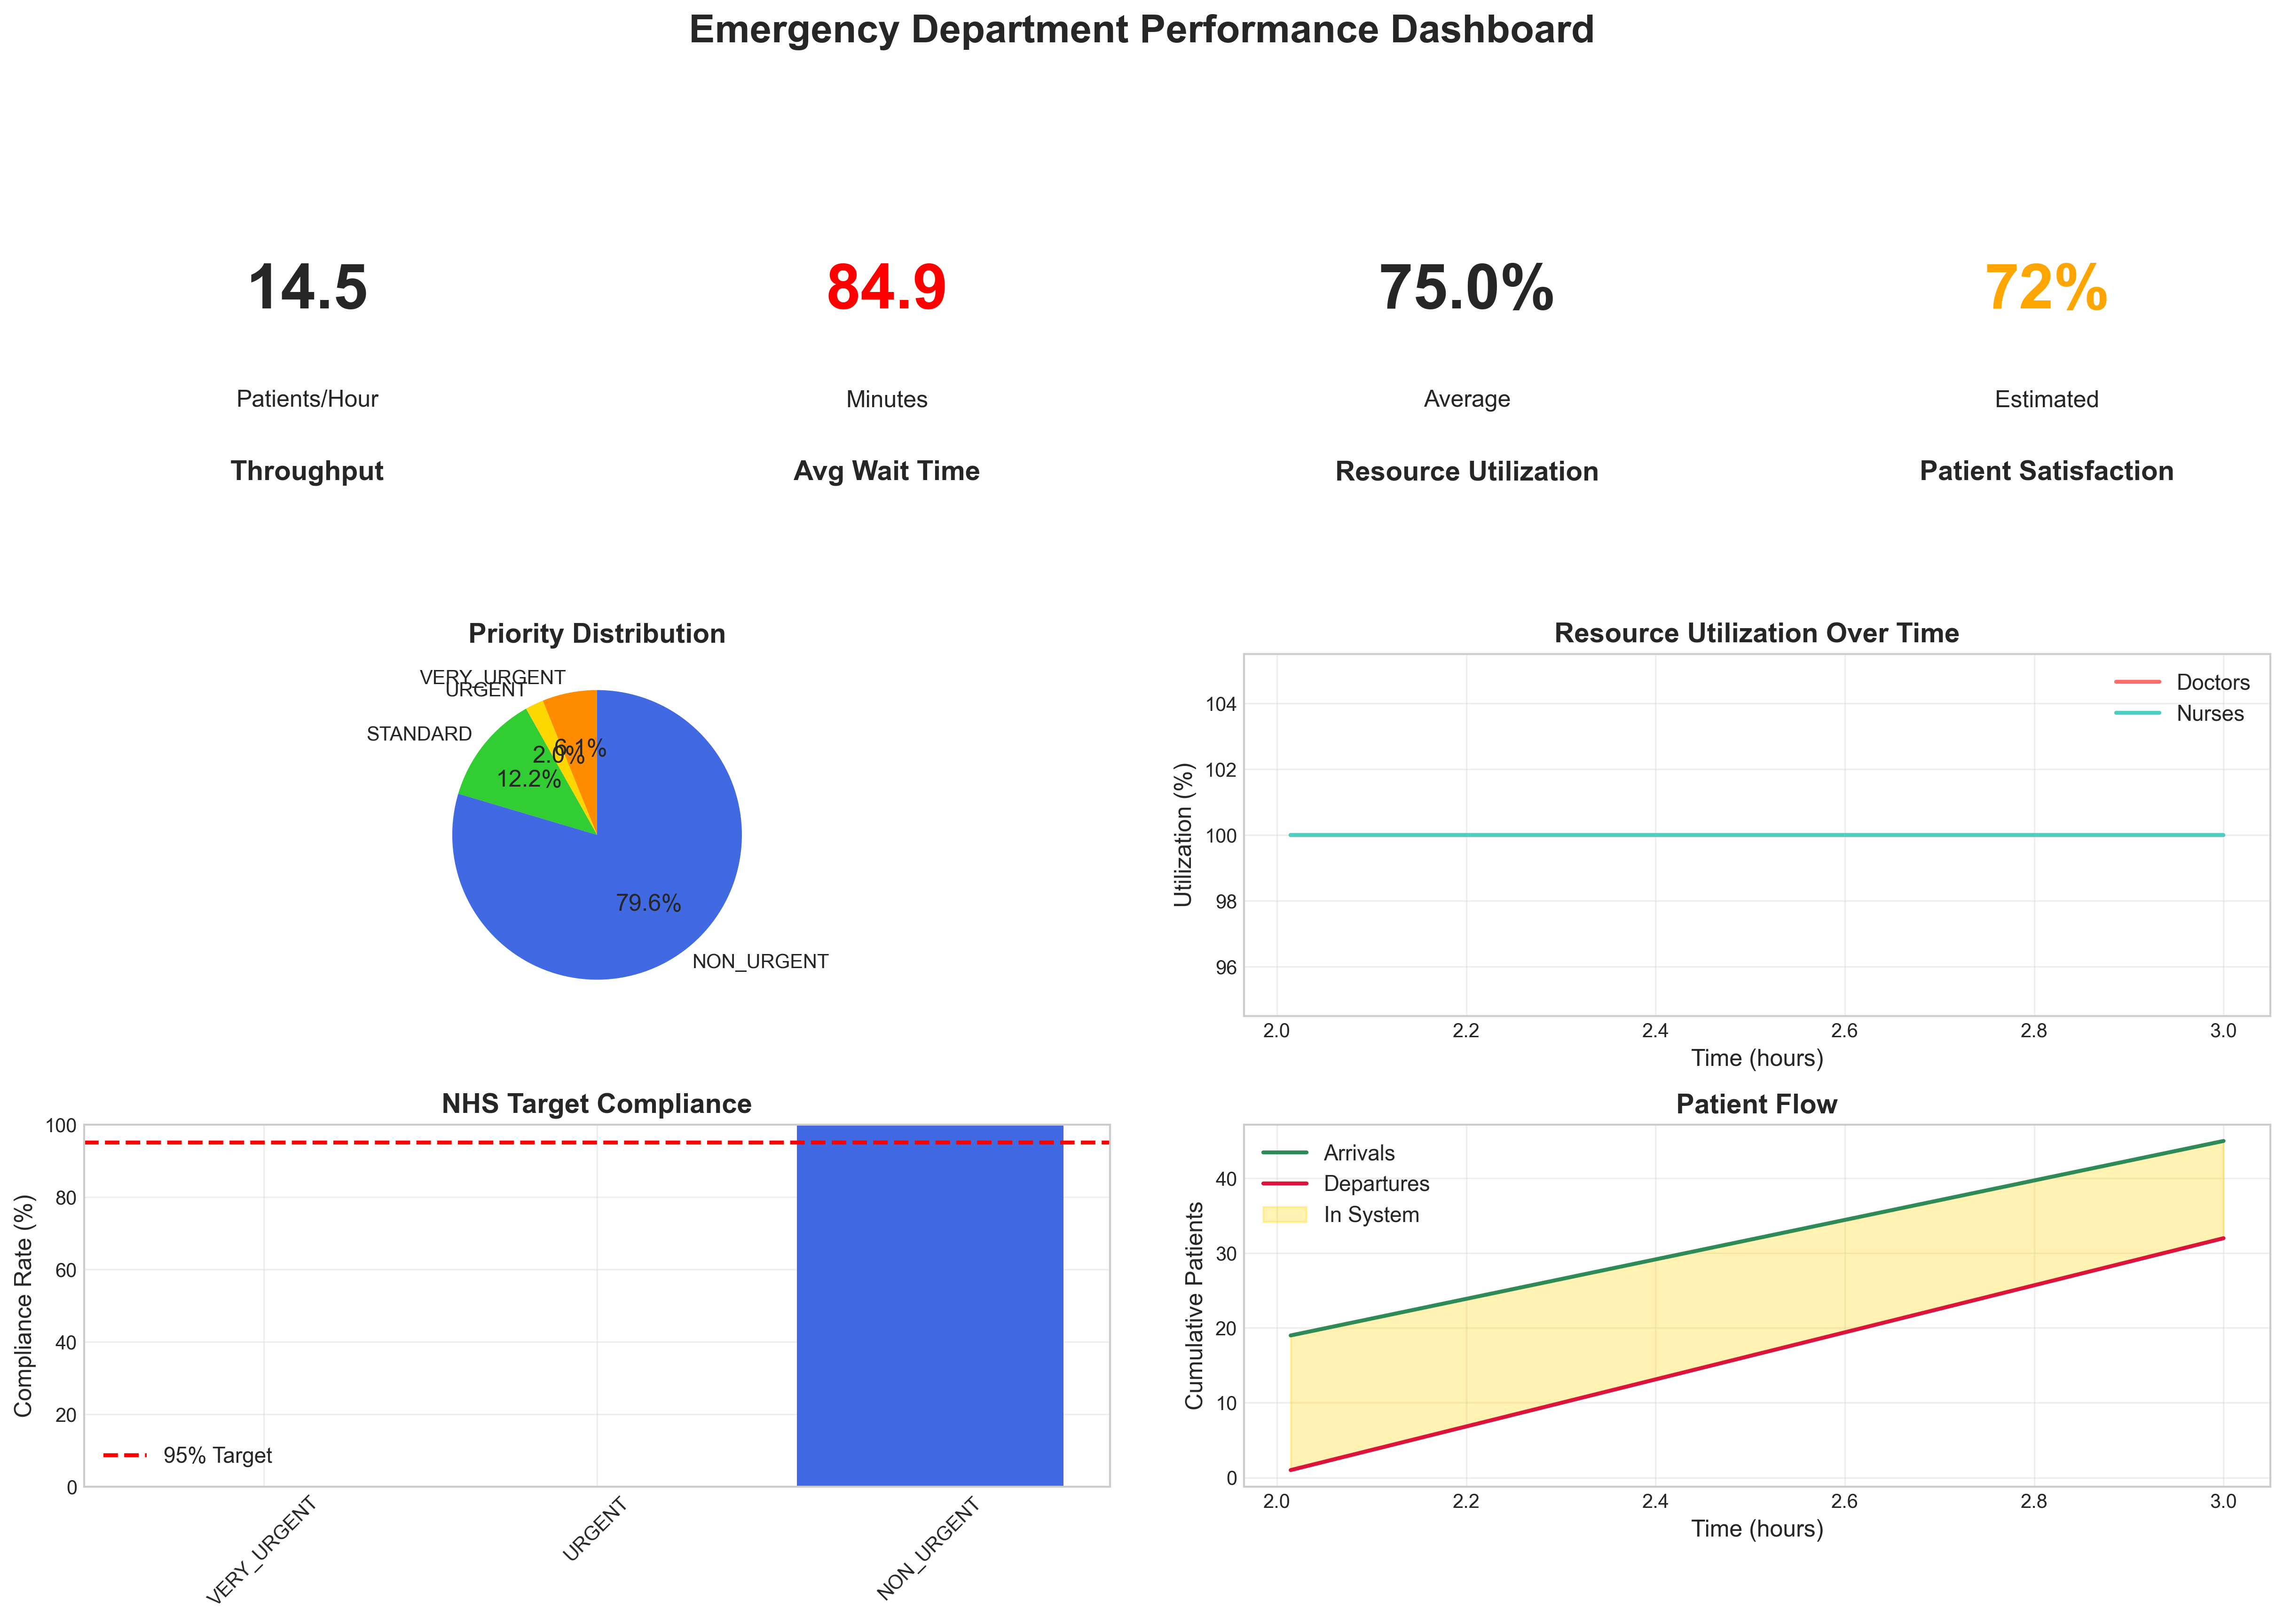 Emergency Department Performance Dashboard
14.5
84.9
75.0%
72%
Patients/Hour
Minutes
Average
Estimated
Throughput
Avg Wait Time
Resource Utilization
Patient Satisfaction
Priority Distribution
VERY_URGENT
URGENT
STANDARD
6.1%
2.0%
12.2%
79.6%
NON_URGENT
Resource Utilization Over Time
Doctors
Nurses
Utilization (%)
104
102
100
98
96
2.0 2.2 2.4 2.6 2.8 3.0
Time (hours)
NHS Target Compliance
Compliance Rate (%)
100
80
60
40
20
0
95% Target
VERY_URGENT
URGENT
NON_URGENT
Patient Flow
Arrivals
Departures
In System
Cumulative Patients
40
30
20
10
0
2.0 2.2 2.4 2.6 2.8 3.0
Time (hours)